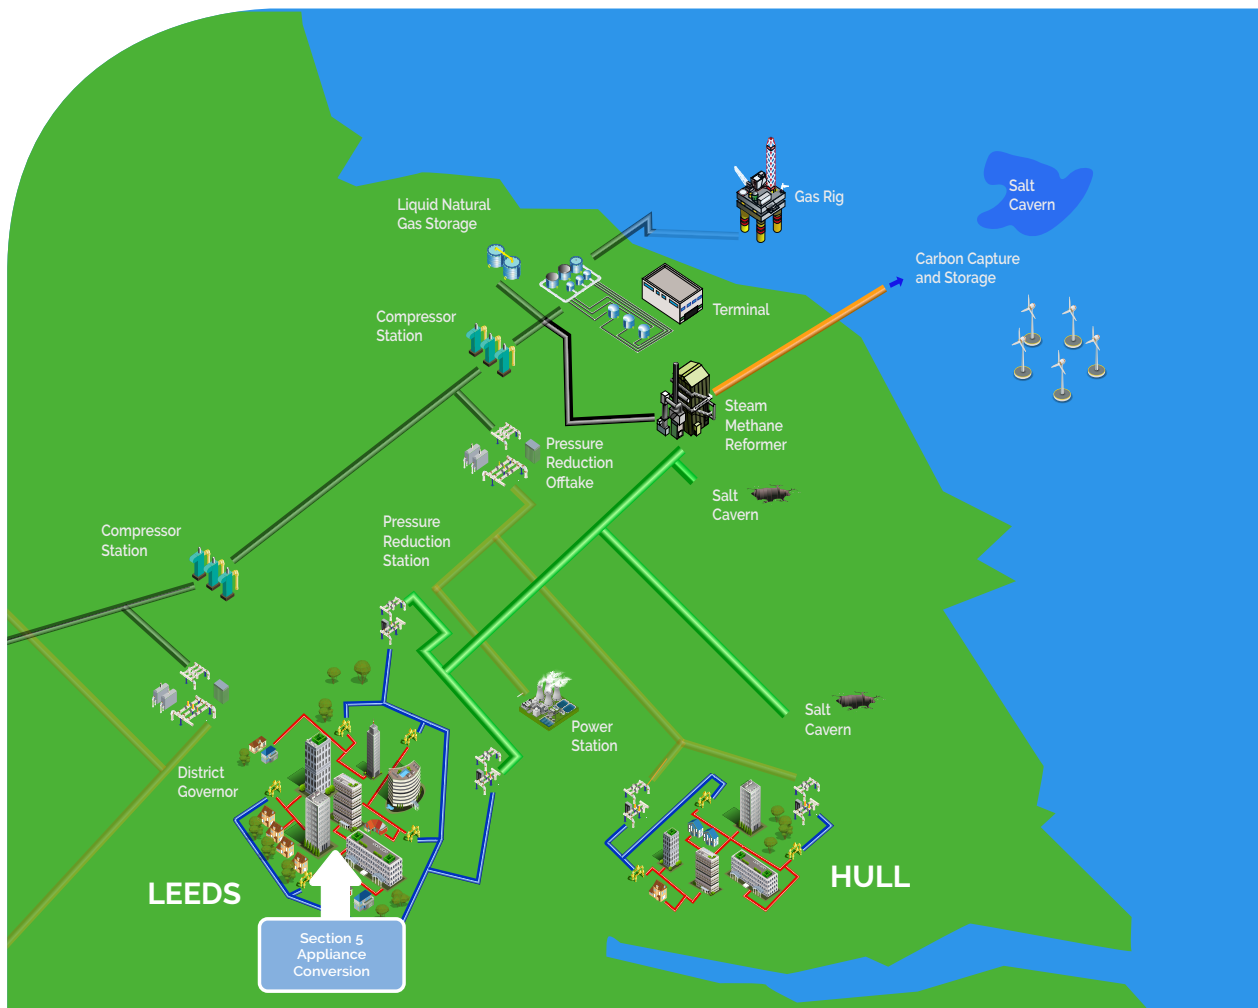 Salt
Cavern
Gas Rig
Liquid Natural
Gas Storage
Carbon Capture
and Storage
Terminal
Compressor
Station
Steam
Methane
Reformer
Pressure
Reduction
Offtake
Salt
Cavern
Pressure
Reduction
Station
Compressor
Station
Salt
Cavern
Power
Station
District
Governor
HULL
LEEDS
Section 5
Appliance
Conversion